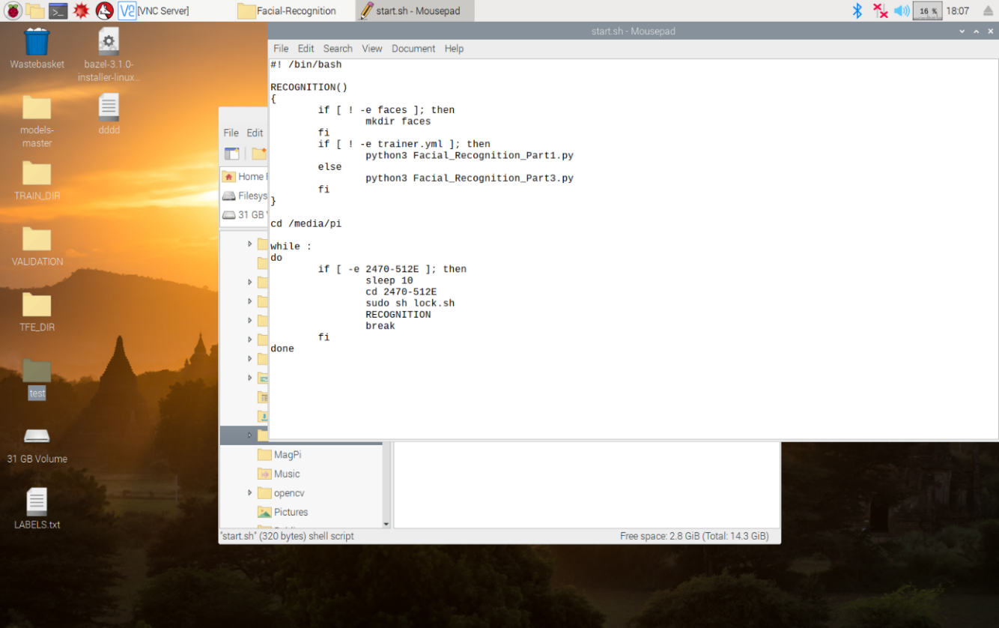 [VNC Server]
Facial-Recognition
start.sh - Mousepad
16 %
18:07
start.sh - Mousepad
File Edit Search View Document Help
#! /bin/bash
RECOGNITION()
{
if [ ! -e faces ]; then
mkdir faces
fi
if [ ! -e trainer.yml ]; then
python3 Facial_Recognition_Part1.py
else
python3 Facial_Recognition_Part3.py
fi
}
cd /media/pi
while :
do
if [ -e 2470-512E ]; then
sleep 10
cd 2470-512E
sudo sh lock.sh
RECOGNITION
break
fi
done
Wastebasket
bazel-3.1.0-
installer-linux...
models-
master
dddd
TRAIN_DIR
VALIDATION
TFE_DIR
test
31 GB Volume
LABELS.txt
File Edit
Home
Filesys
31 GB
MagPi
Music
opencv
Pictures
"start.sh" (320 bytes) shell script
Free space: 2.8 GiB (Total: 14.3 GiB)